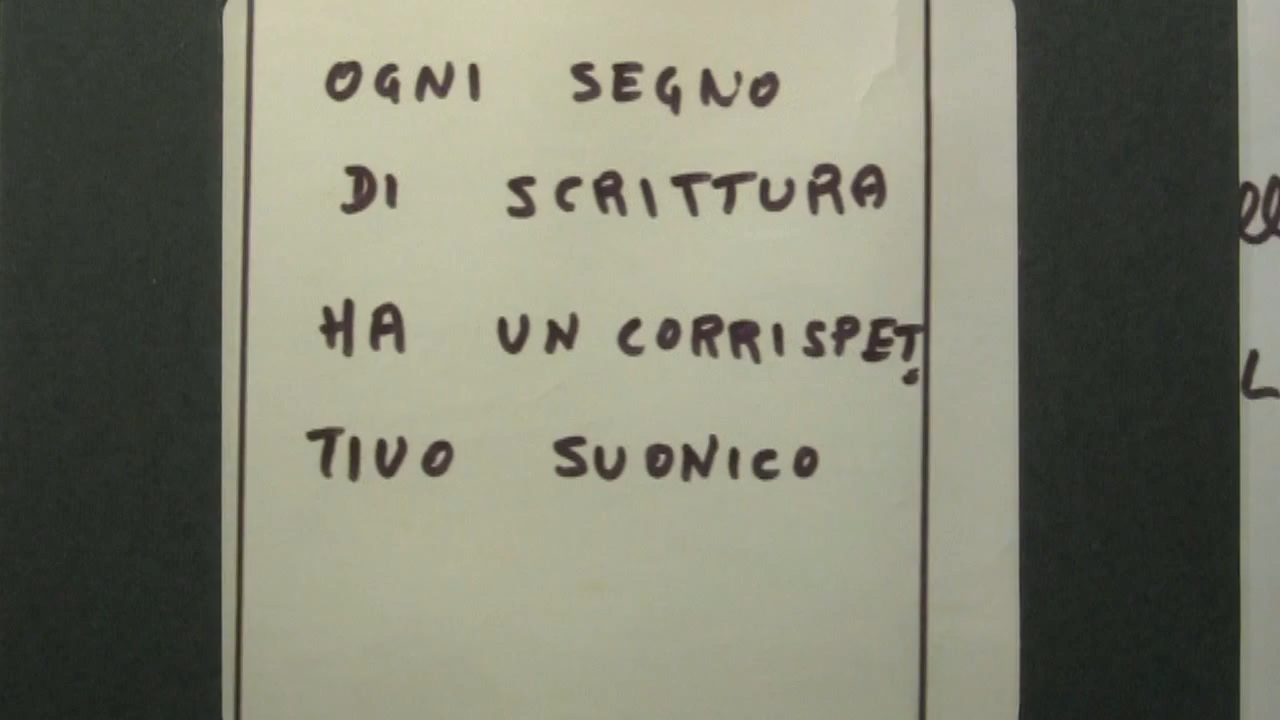 OGNI SEGNO
DI SCRITTURA
HA UN CORRISPET
TIVO SUONICO